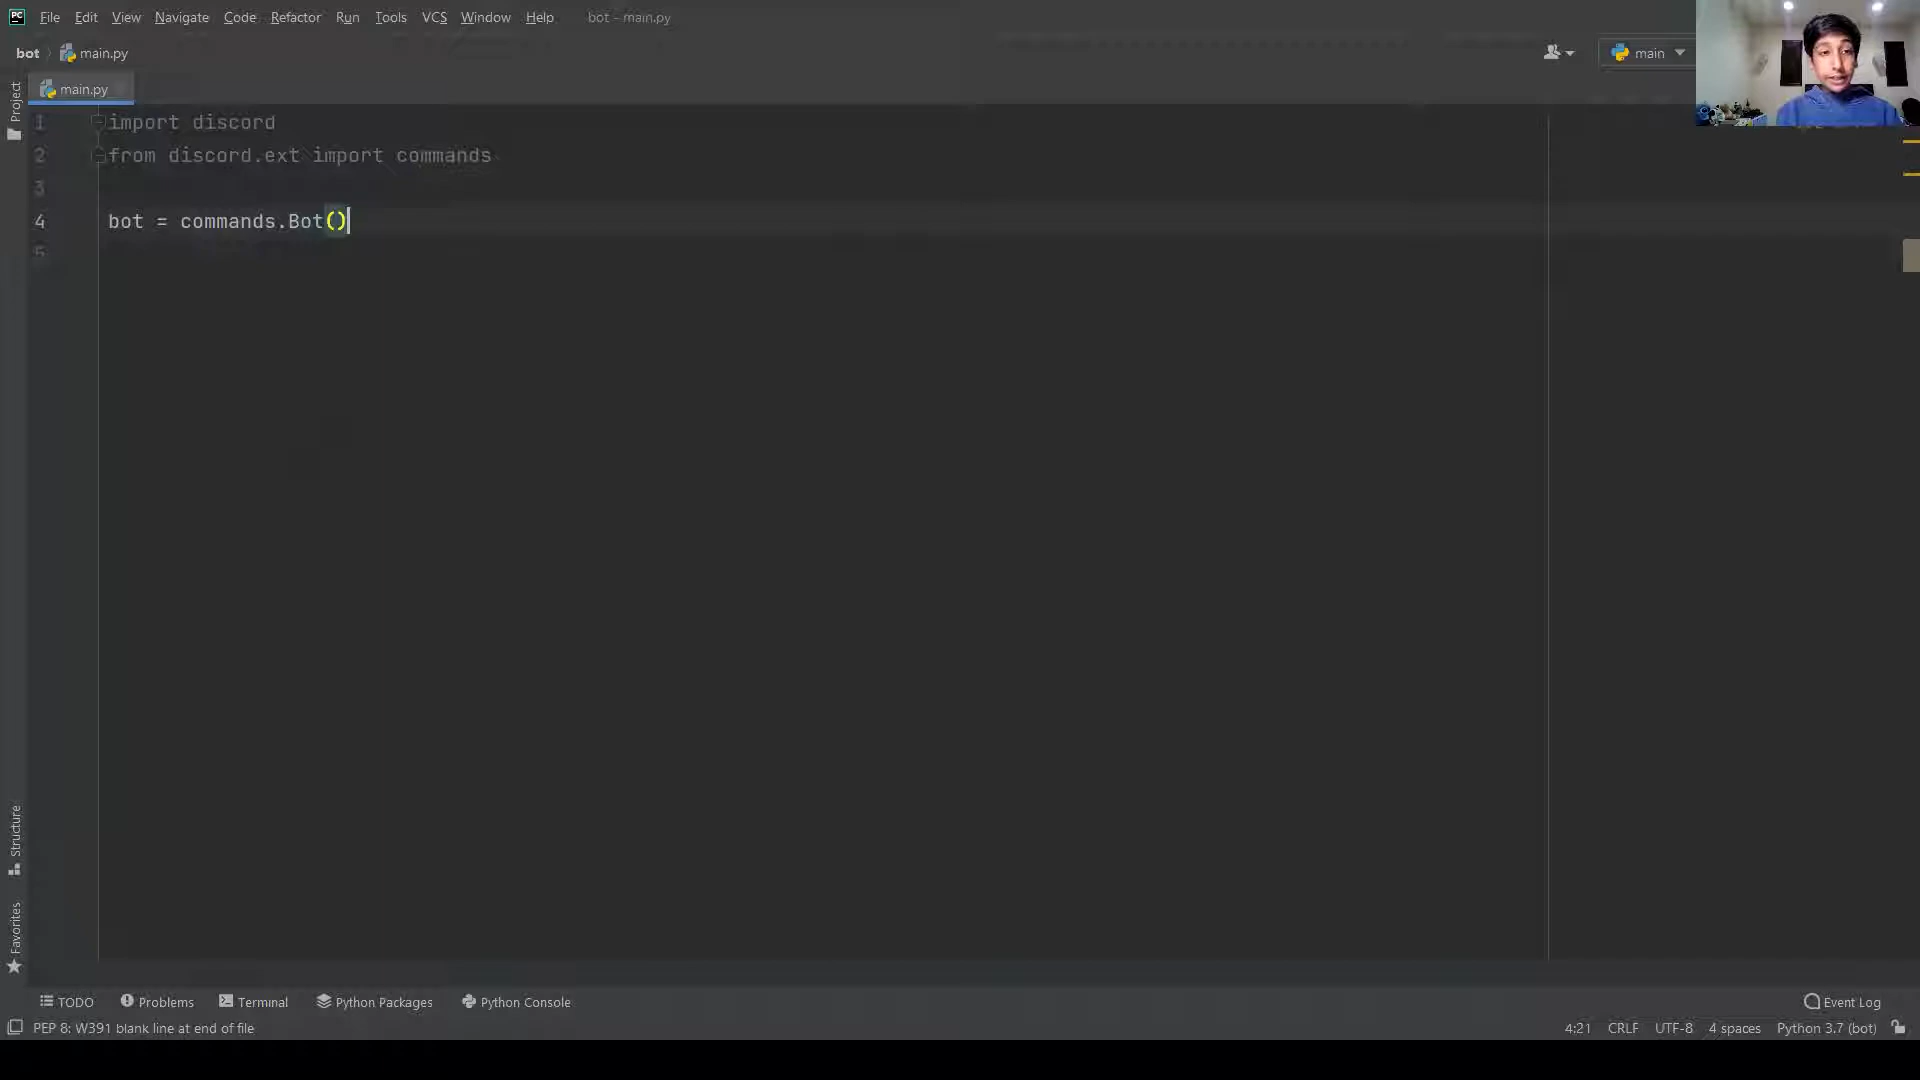 PC File Edit View Navigate Code Refactor Run Tools VCS Window Help bot - main.py
bot main.py main
main.py
Project
1 import discord
2 from discord.ext import commands
3
4 bot = commands.Bot()
5
Structure
Favorites
TODO Problems Terminal Python Packages Python Console Event Log
PEP 8: W391 blank line at end of file 4:21 CRLF UTF-8 4 spaces Python 3.7 (bot)